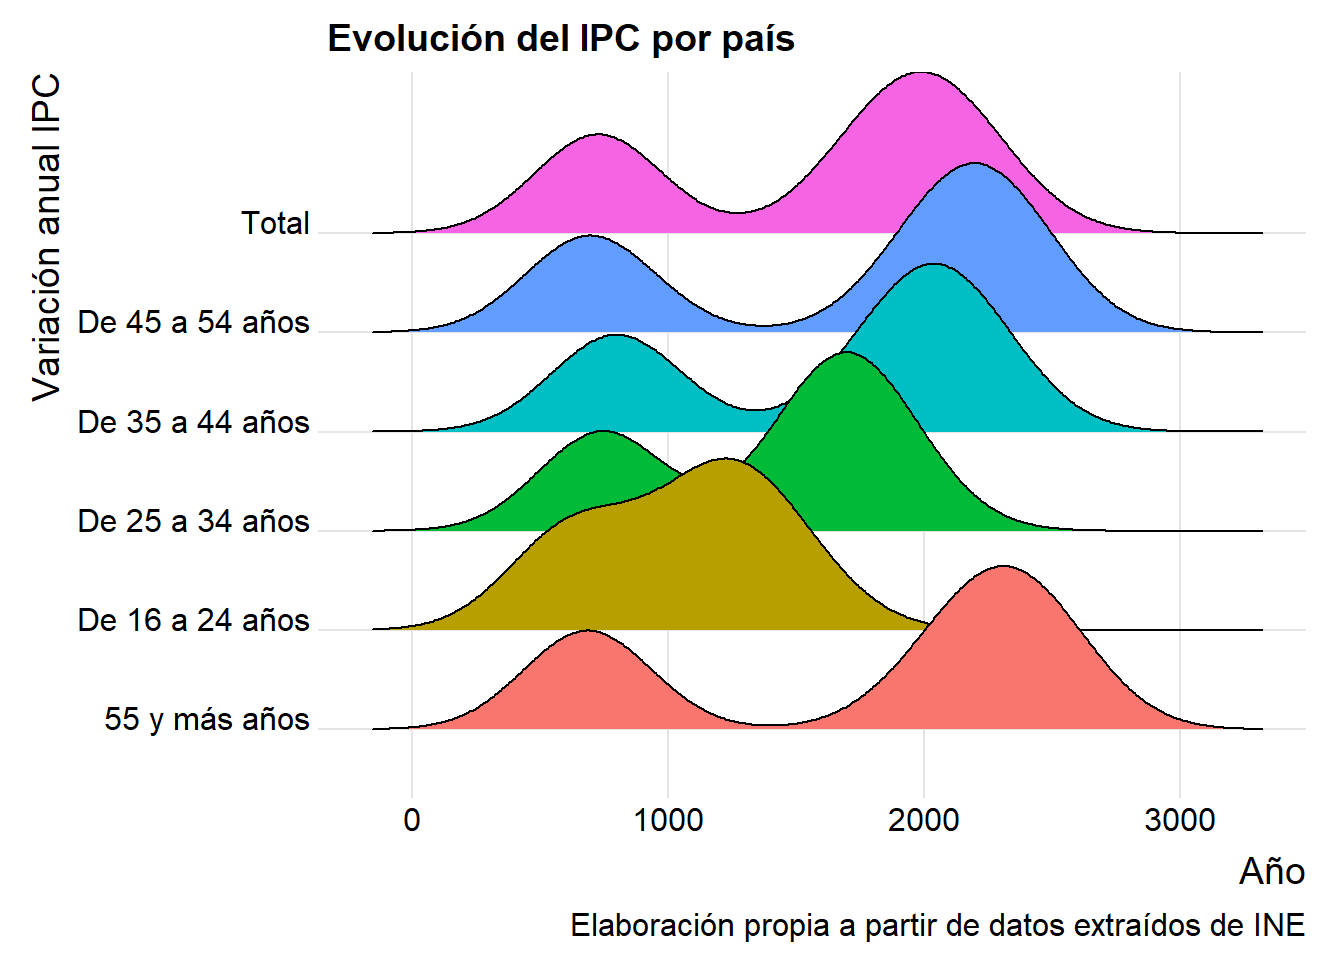 Evolución del IPC por país
Variación anual IPC
Total
De 45 a 54 años
De 35 a 44 años
De 25 a 34 años
De 16 a 24 años
55 y más años
0 1000 2000 3000
Año
Elaboración propia a partir de datos extraídos de INE